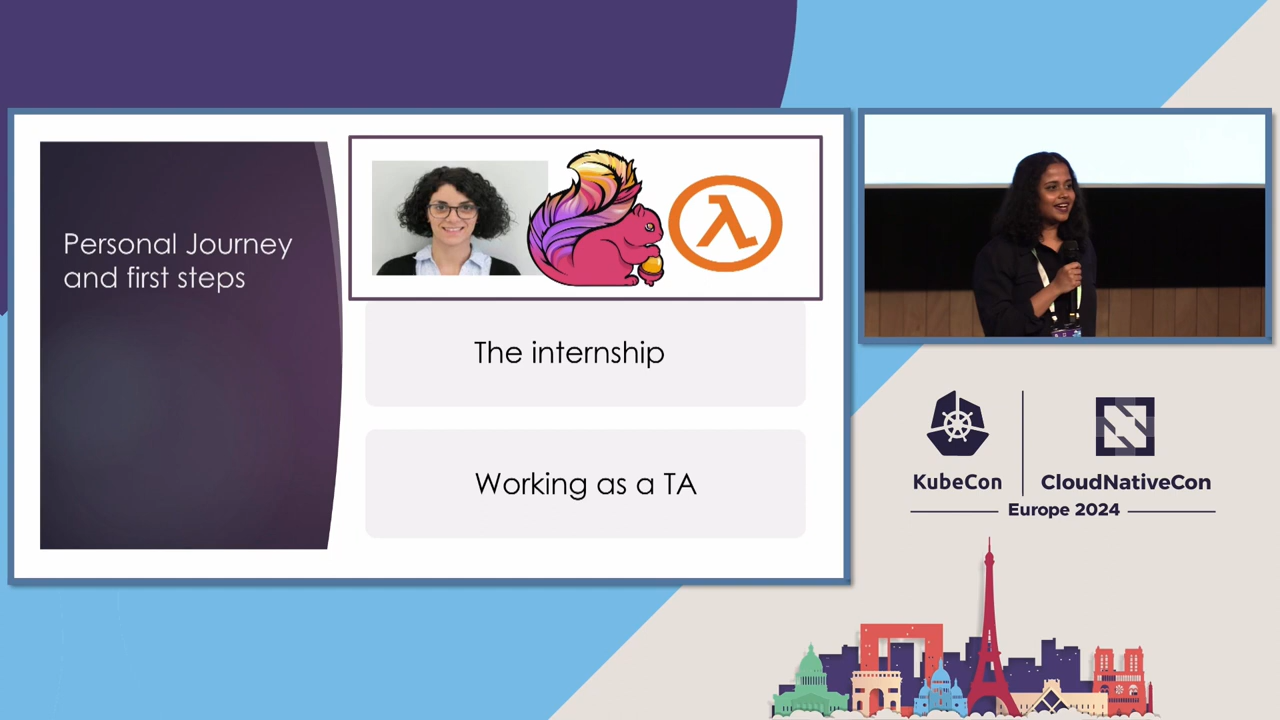 Personal Journey
and first steps
The internship
Working as a TA
KubeCon
CloudNativeCon
Europe 2024